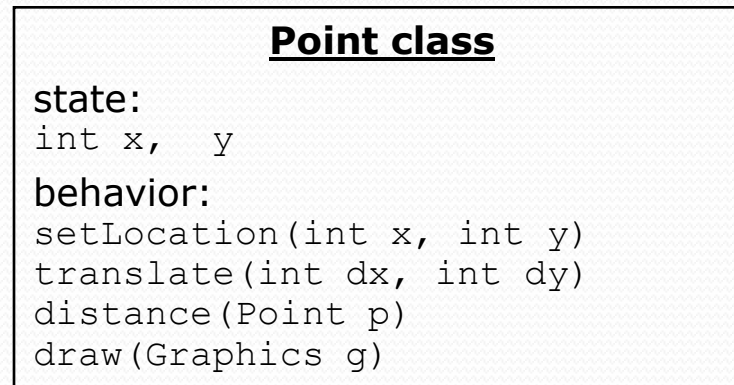 Point class
state:
int x, y
behavior:
setLocation(int x, int y)
translate(int dx, int dy)
distance(Point p)
draw(Graphics g)